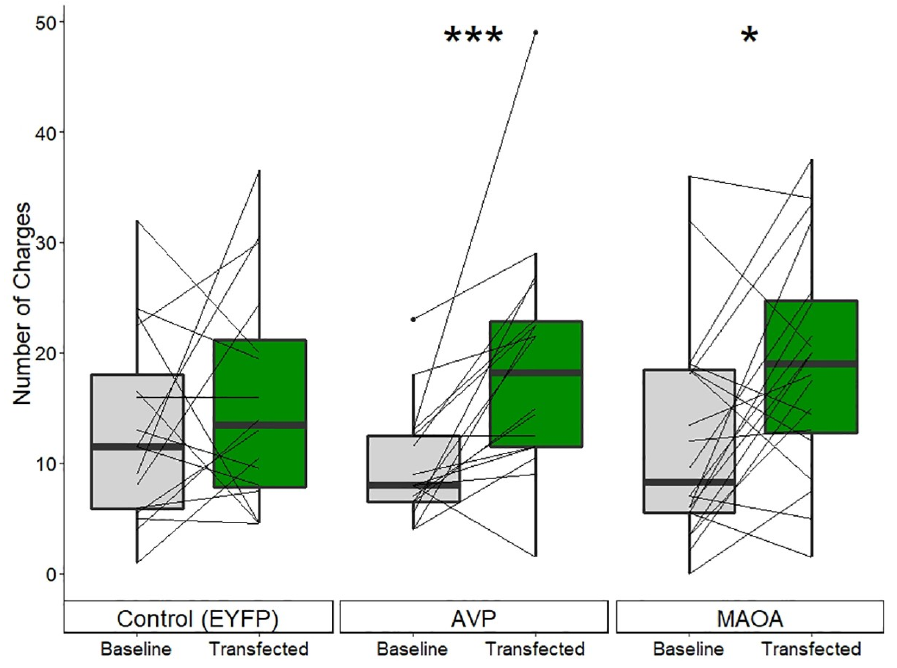 Number of Charges
50
40
30
20
10
0
*** *
Control (EYFP) AVP MAOA
Baseline Transfected Baseline Transfected Baseline Transfected